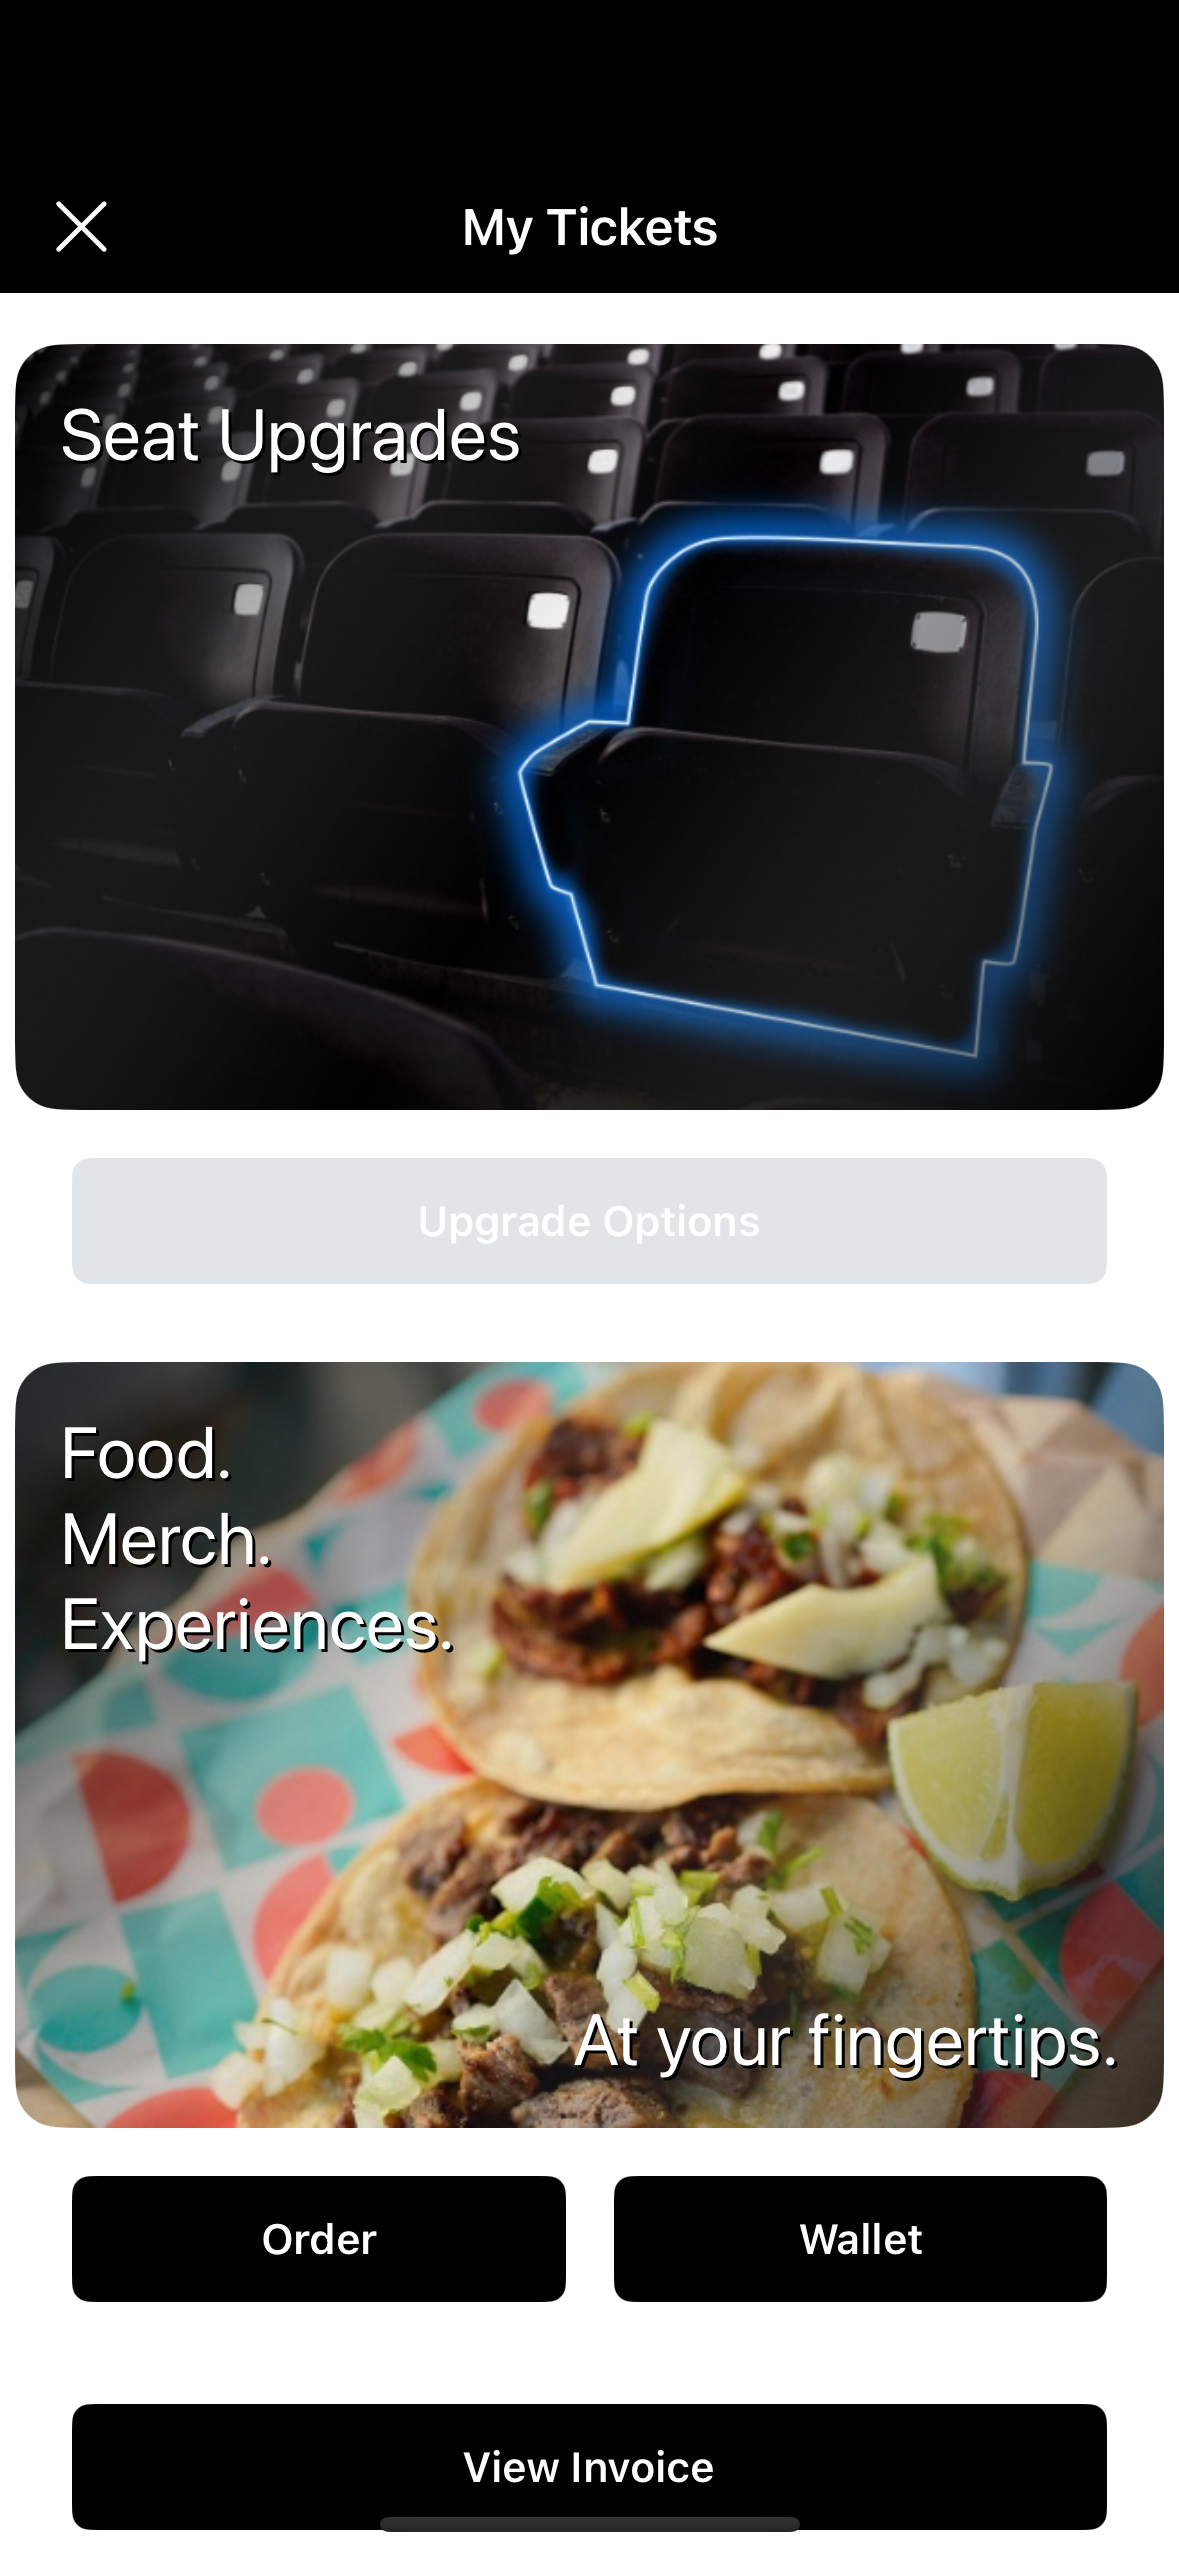 My Tickets
Seat Upgrades
Upgrade Options
Food.
Merch.
Experiences.
At your fingertips.
Order
Wallet
View Invoice